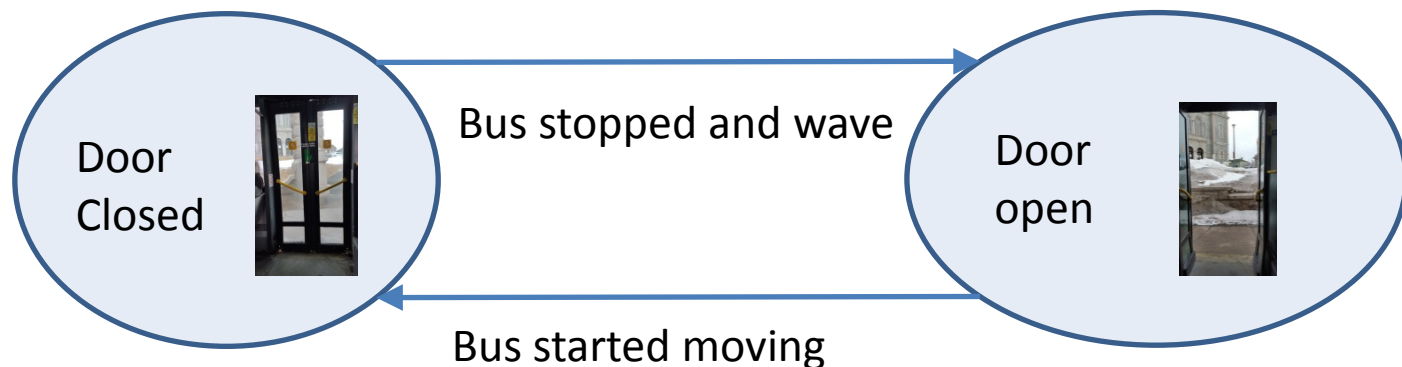 Bus stopped and wave
Door
Closed
Door
open
Bus started moving